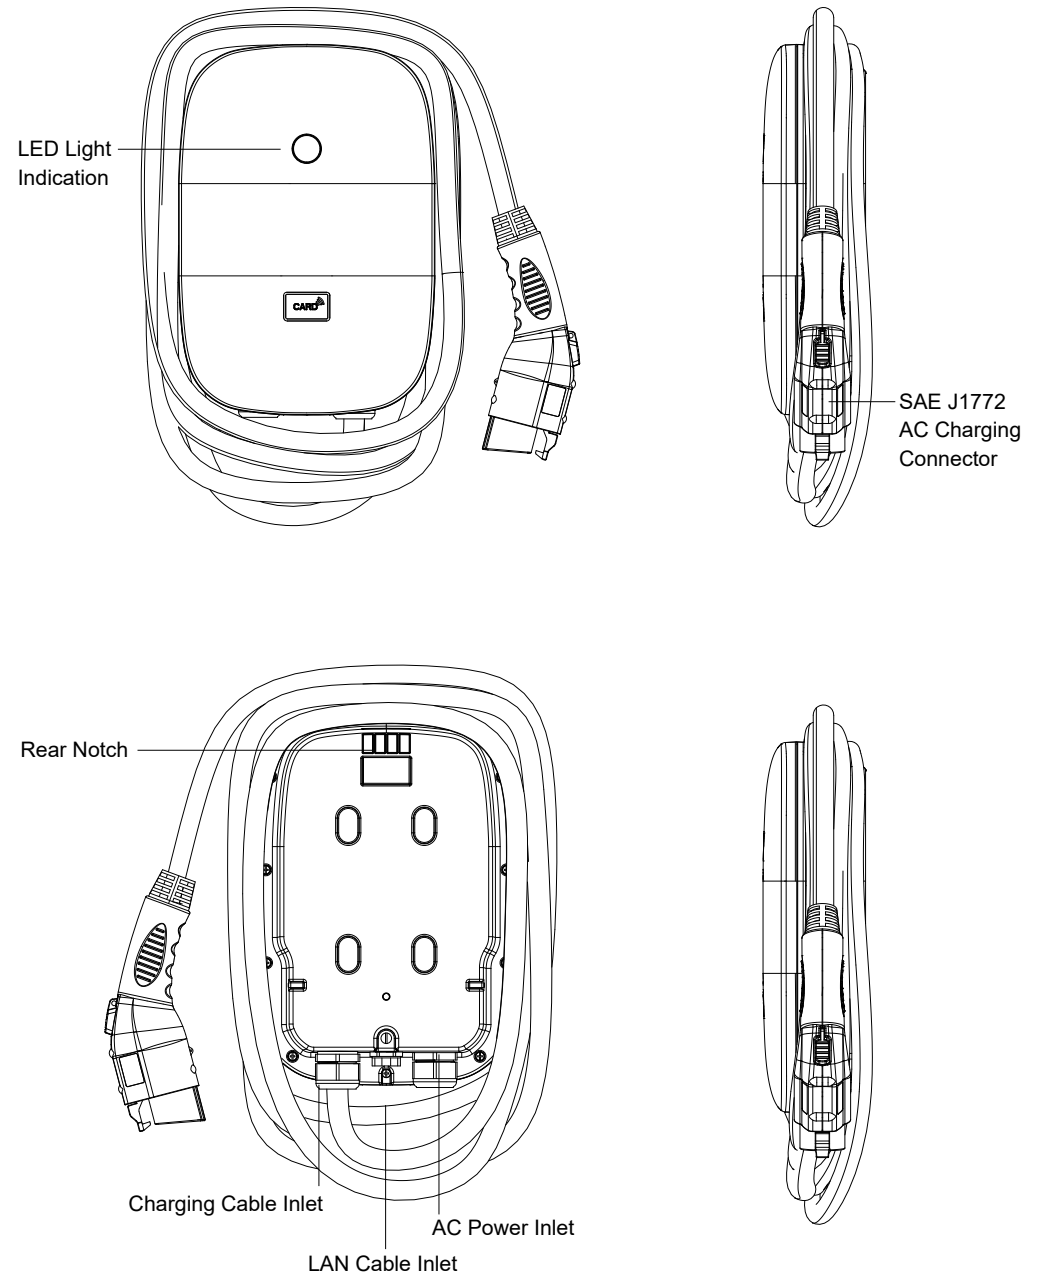 LED Light
Indication
CARD
SAE J1772
AC Charging
Connector
Rear Notch
Charging Cable Inlet
AC Power Inlet
LAN Cable Inlet